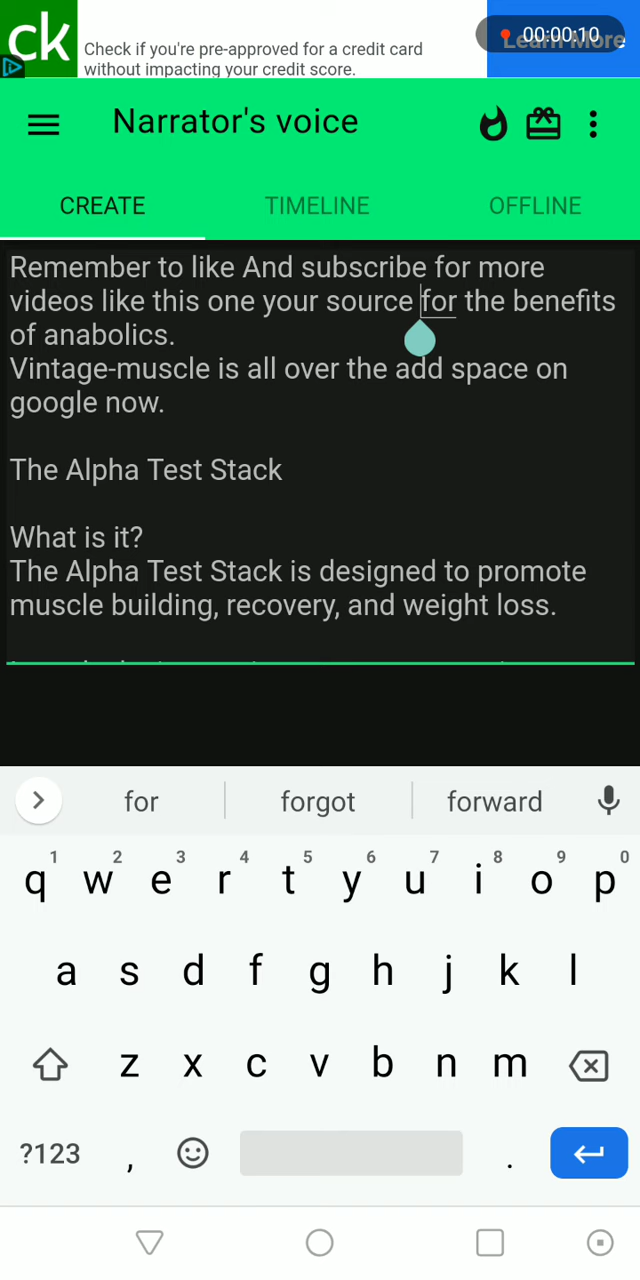 ck
Check if you're pre-approved for a credit card
without impacting your credit score.
Learn More
00:00:10
Narrator's voice
CREATE TIMELINE OFFLINE
Remember to like And subscribe for more
videos like this one your source for the benefits
of anabolics.
Vintage-muscle is all over the add space on
google now.
The Alpha Test Stack
What is it?
The Alpha Test Stack is designed to promote
muscle building, recovery, and weight loss.
for forgot forward
1 2 3 4 5 6 7 8 9 0
q w e r t y u i o p
a s d f g h j k l
z x c v b n m
?123 , .